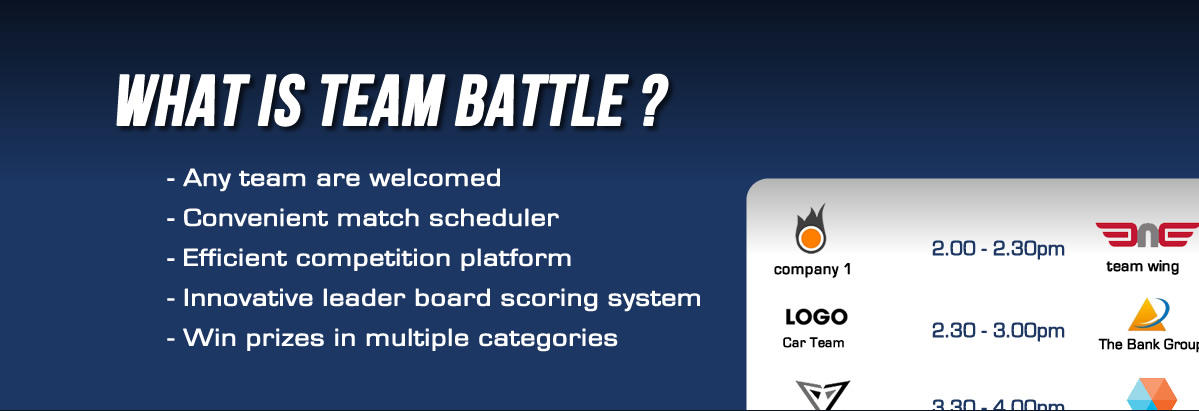 WHAT IS TEAM BATTLE ?
- Any team are welcomed
- Convenient match scheduler
- Efficient competition platform
- Innovative leader board scoring system
- Win prizes in multiple categories
company 1
2.00 - 2.30pm
team wing
LOGO
Car Team
2.30 - 3.00pm
The Bank Group
3.30 - 4.00pm